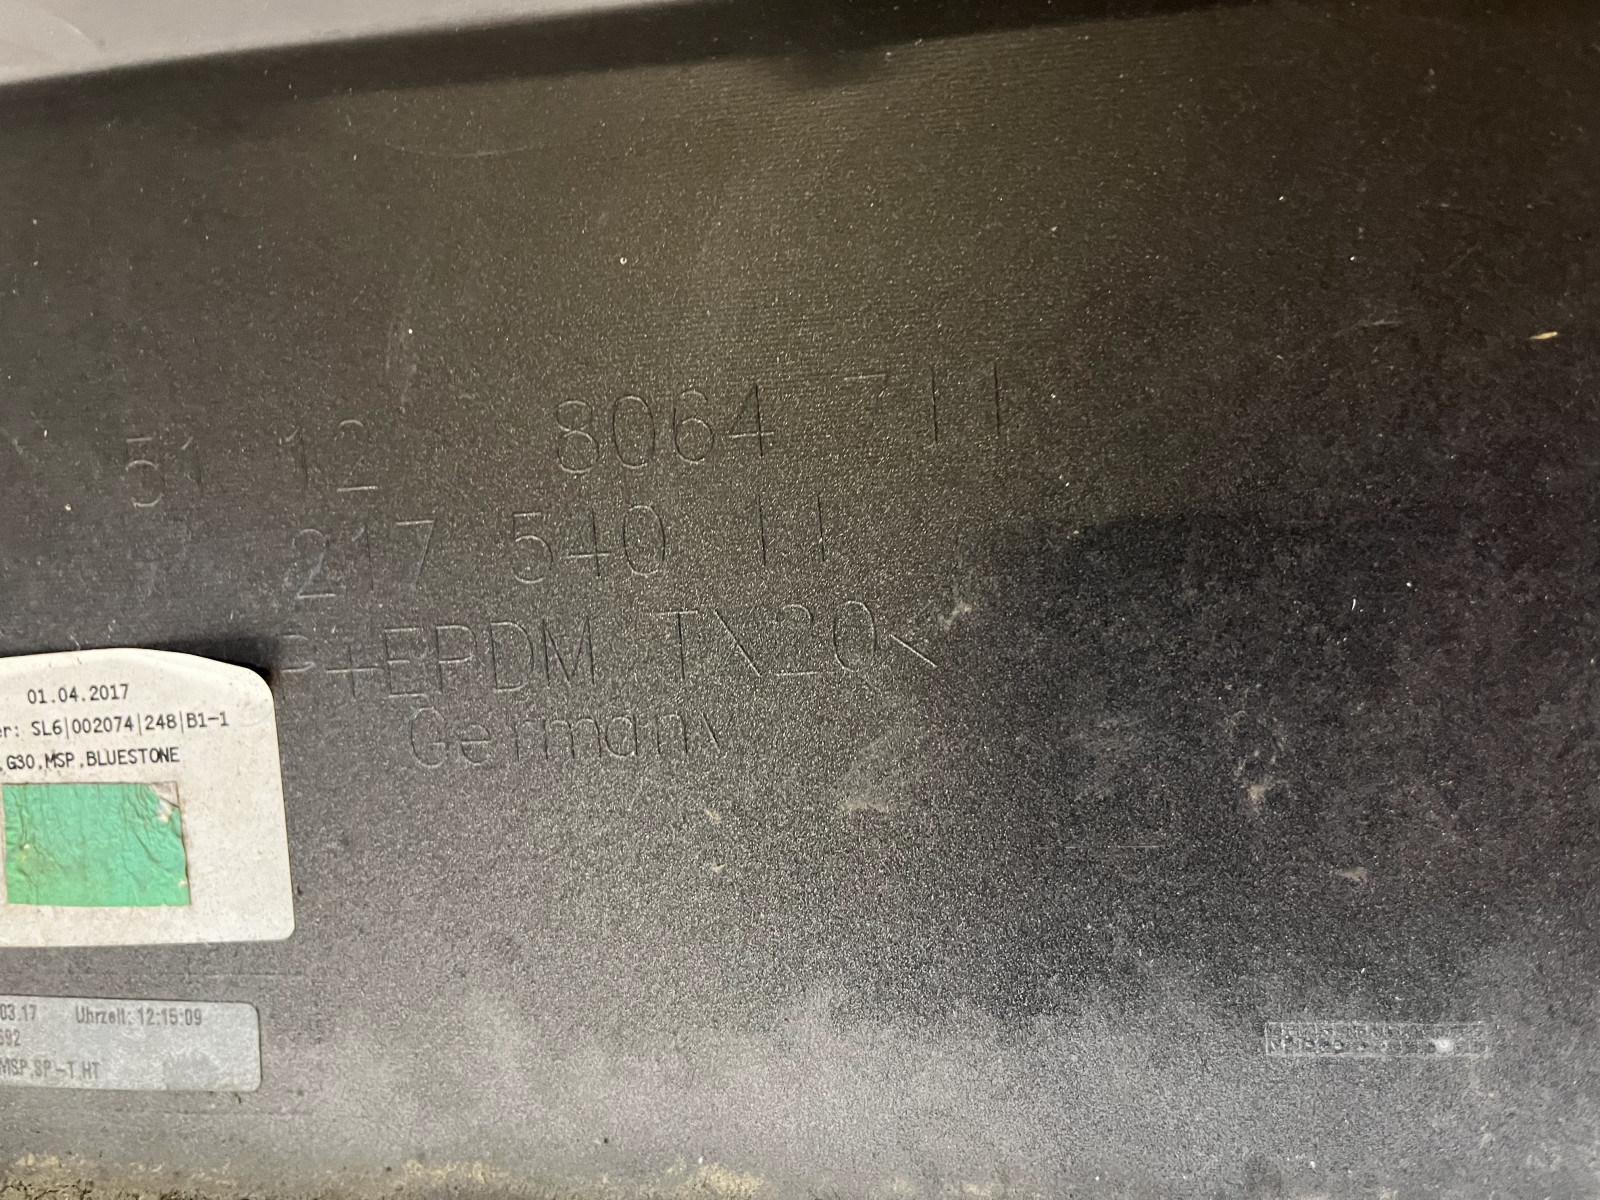 51 12 8064 711
217 540 11
P+EPDM TX20<
Germany
01.04.2017
er: SL6|002074|248|B1-1
,G30,MSP,BLUESTONE
03.17 Uhrzeit: 12:15:09
692
MSP,SP-T,HT